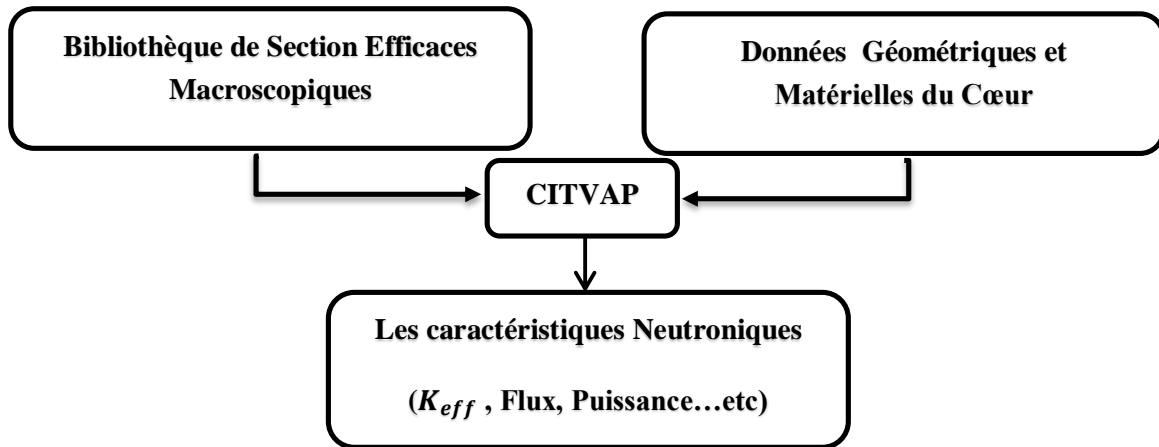 Bibliothèque de Section Efficaces
Macroscopiques
Données Géométriques et
Matérielles du Cœur
CITVAP
Les caractéristiques Neutroniques
(K_eff , Flux, Puissance…etc)